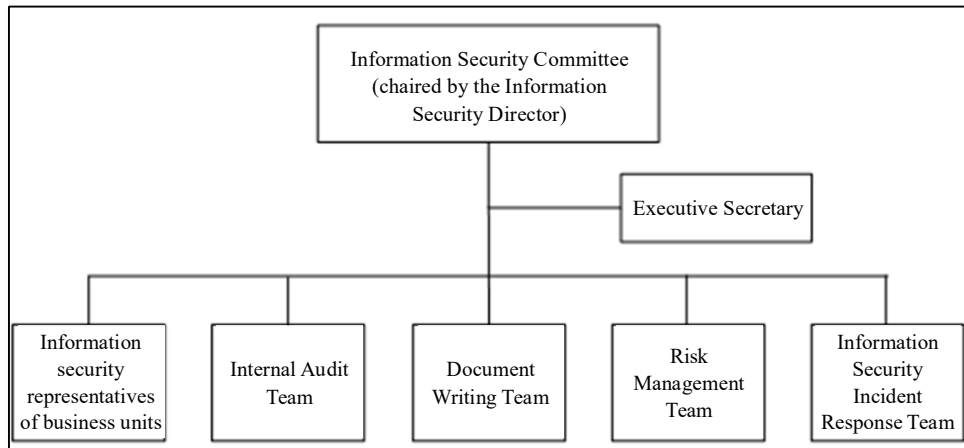 Information Security Committee
(chaired by the Information
Security Director)
Executive Secretary
Information
security
representatives
of business units
Internal Audit
Team
Document
Writing Team
Risk
Management
Team
Information
Security
Incident
Response Team